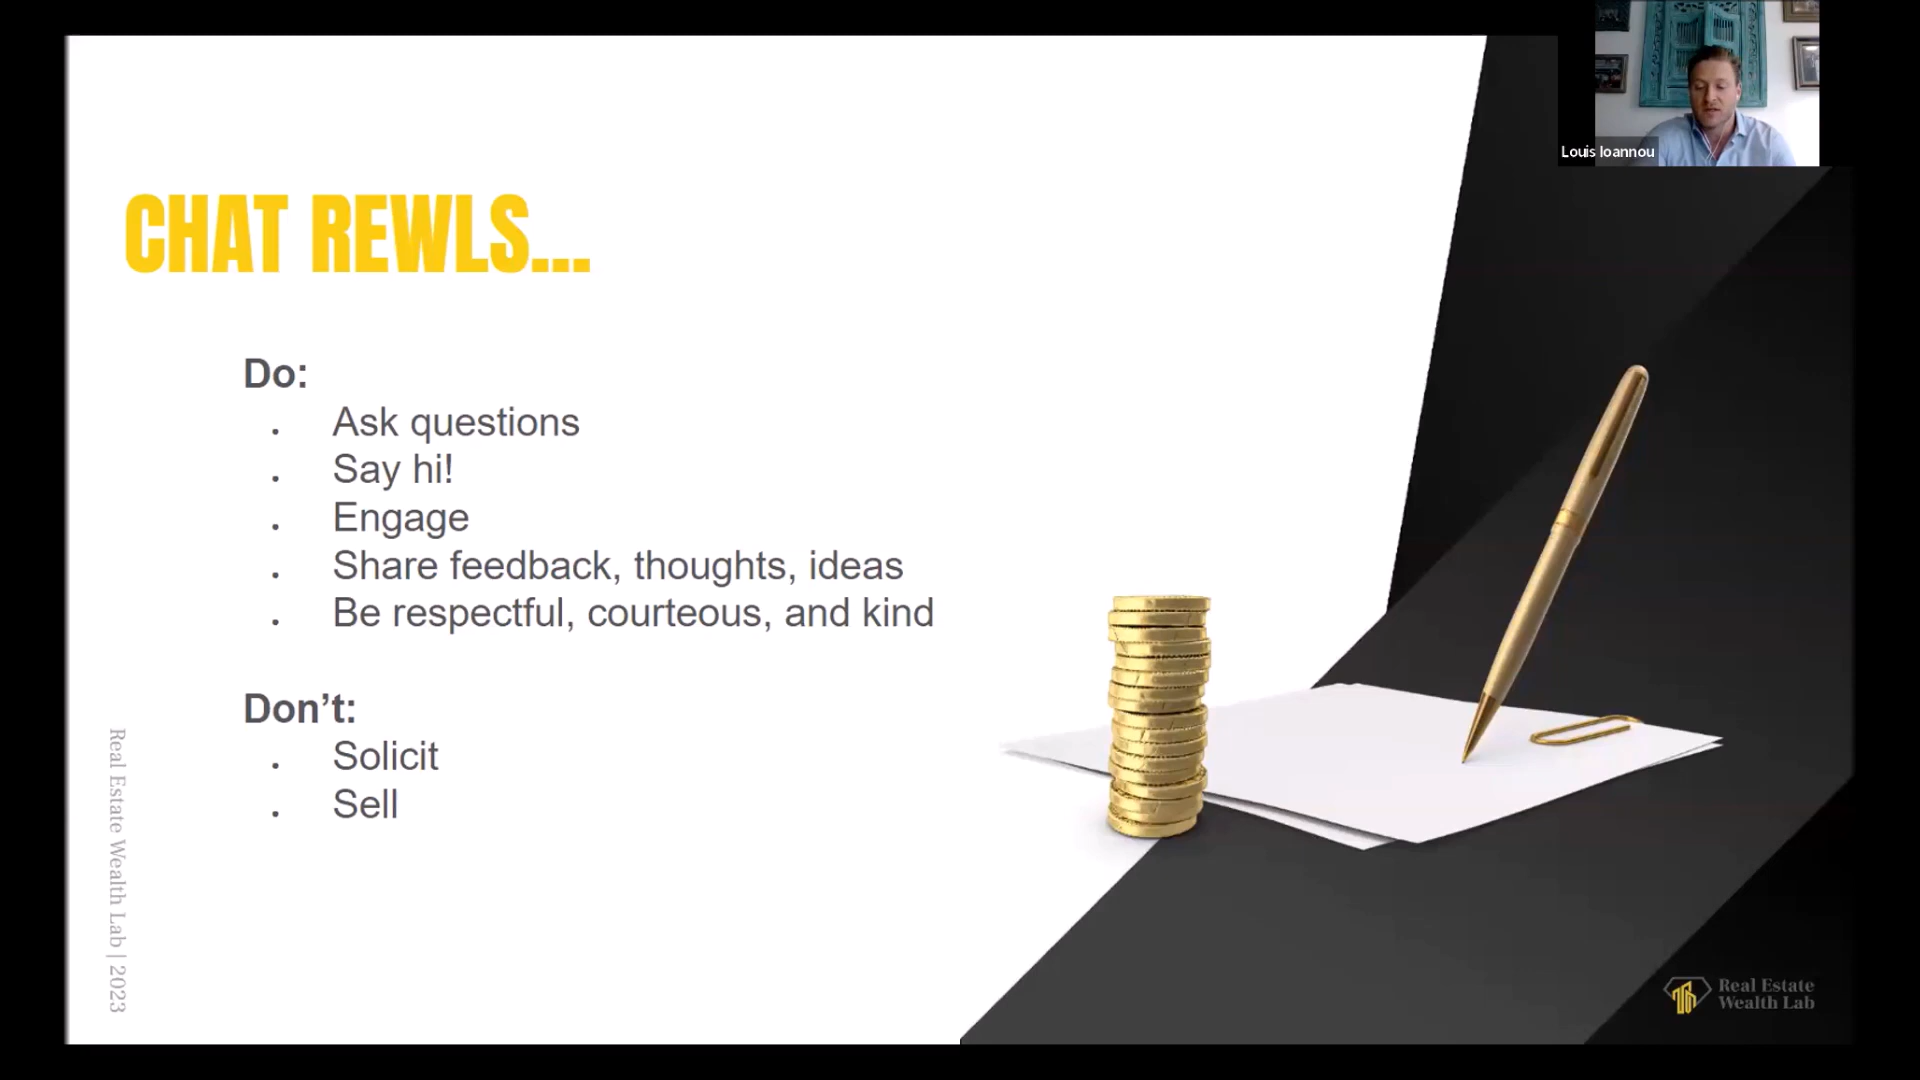 Louis Ioannou
CHAT REWLS...
Do:
. Ask questions
. Say hi!
. Engage
. Share feedback, thoughts, ideas
. Be respectful, courteous, and kind
Don’t:
. Solicit
. Sell
Real Estate Wealth Lab | 2023
Real Estate
Wealth Lab